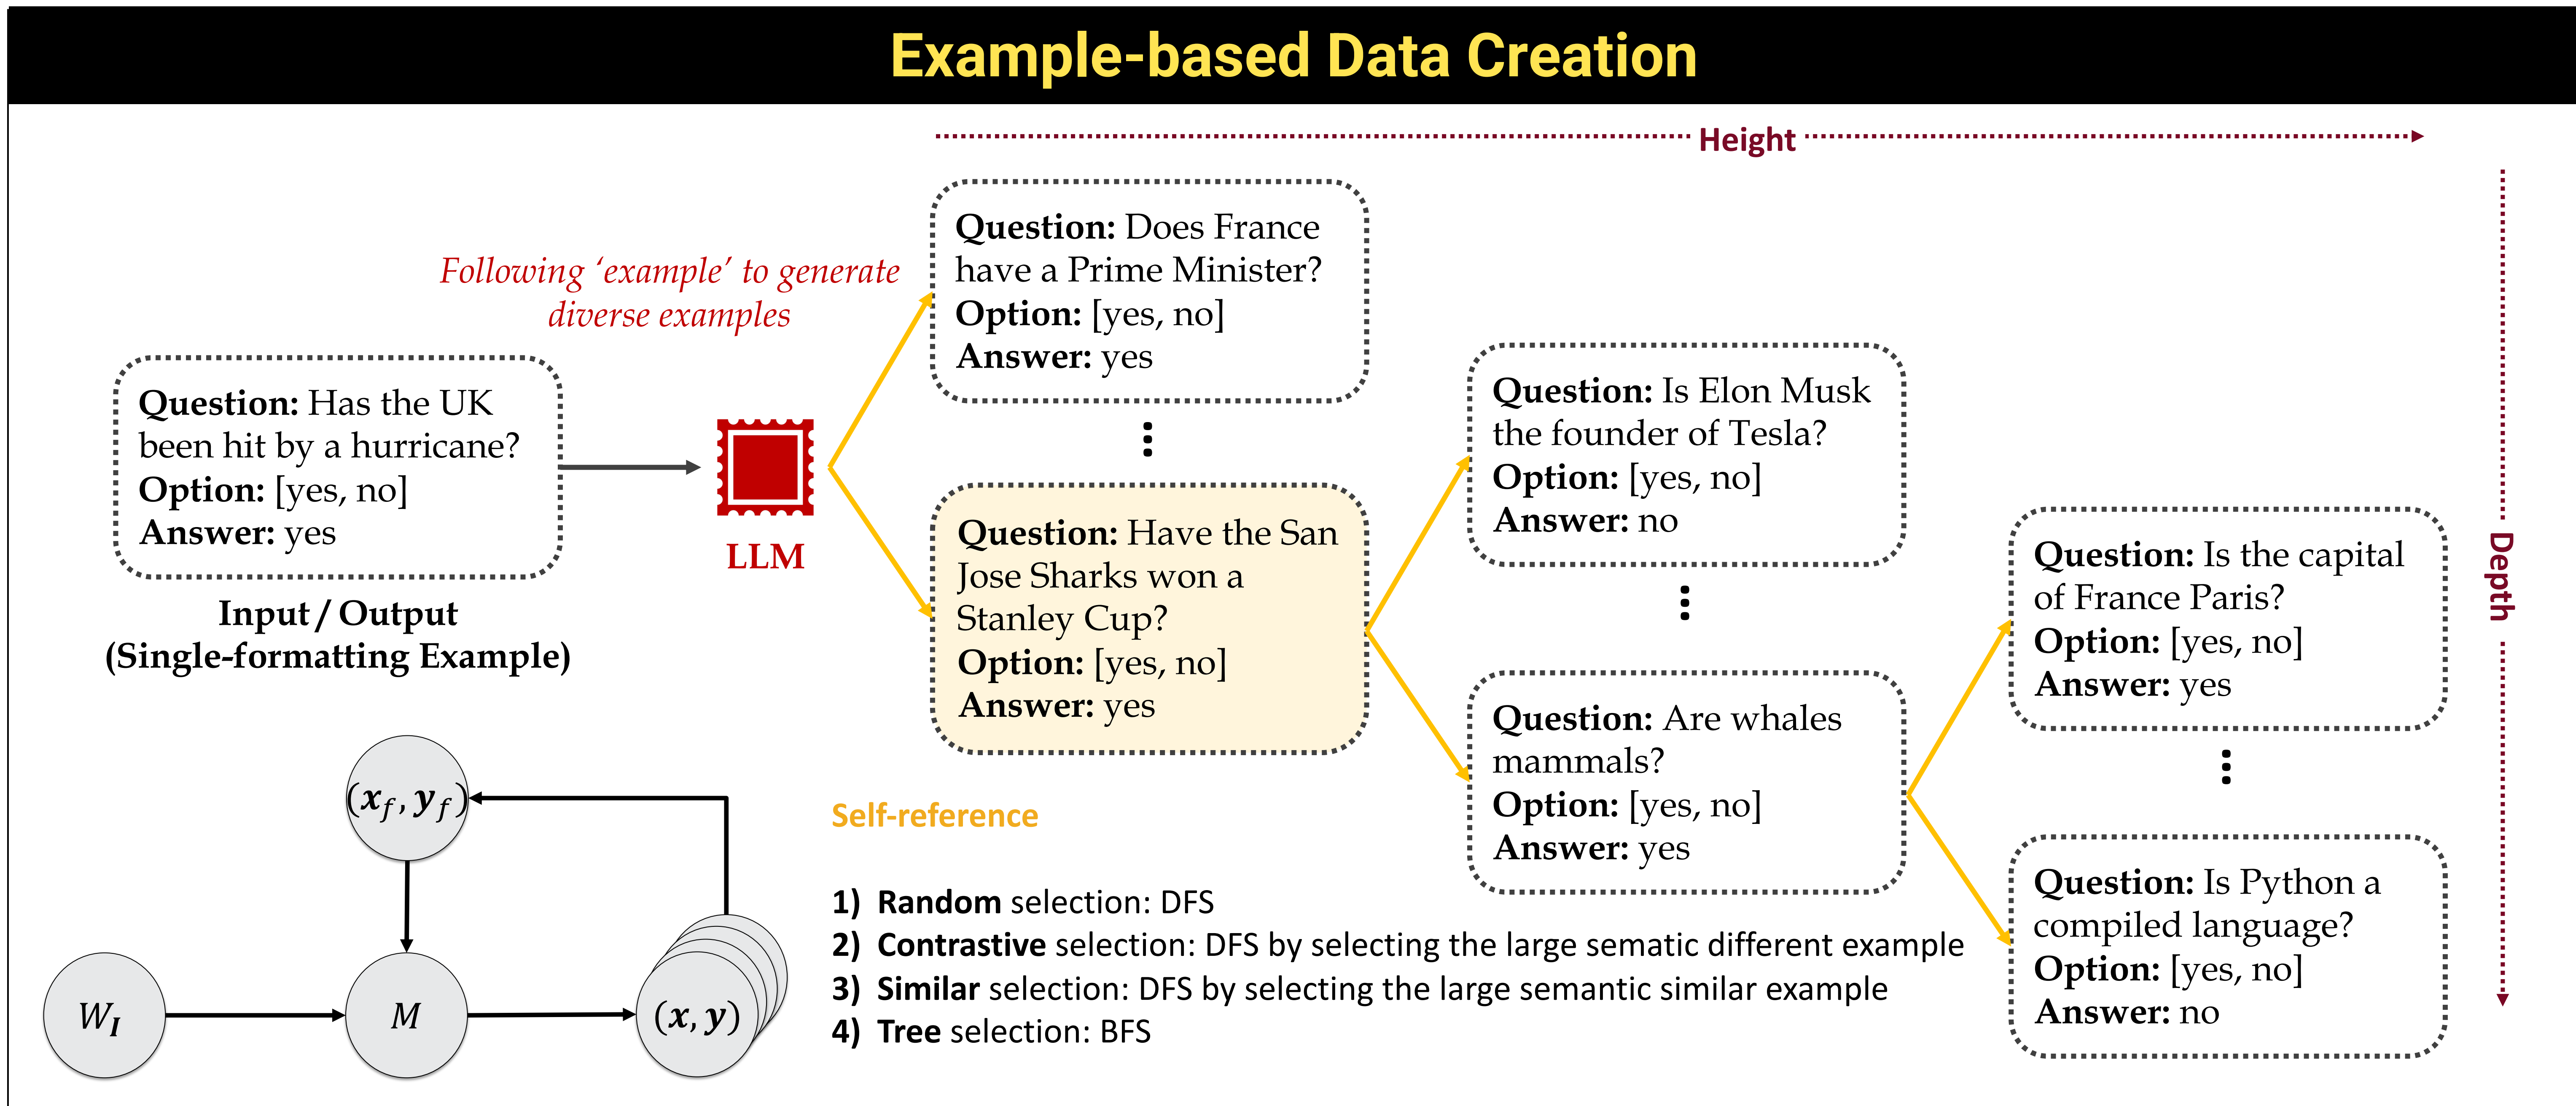 Example-based Data Creation
Height
Depth
Following ‘example’ to generate
diverse examples
Question: Has the UK
been hit by a hurricane?
Option: [yes, no]
Answer: yes
Input / Output
(Single-formatting Example)
LLM
Question: Does France
have a Prime Minister?
Option: [yes, no]
Answer: yes
Question: Have the San
Jose Sharks won a
Stanley Cup?
Option: [yes, no]
Answer: yes
Question: Is Elon Musk
the founder of Tesla?
Option: [yes, no]
Answer: no
Question: Are whales
mammals?
Option: [yes, no]
Answer: yes
Question: Is the capital
of France Paris?
Option: [yes, no]
Answer: yes
Question: Is Python a
compiled language?
Option: [yes, no]
Answer: no
(x_f, y_f)
W_I
M
(x, y)
Self-reference
1) Random selection: DFS
2) Contrastive selection: DFS by selecting the large sematic different example
3) Similar selection: DFS by selecting the large semantic similar example
4) Tree selection: BFS